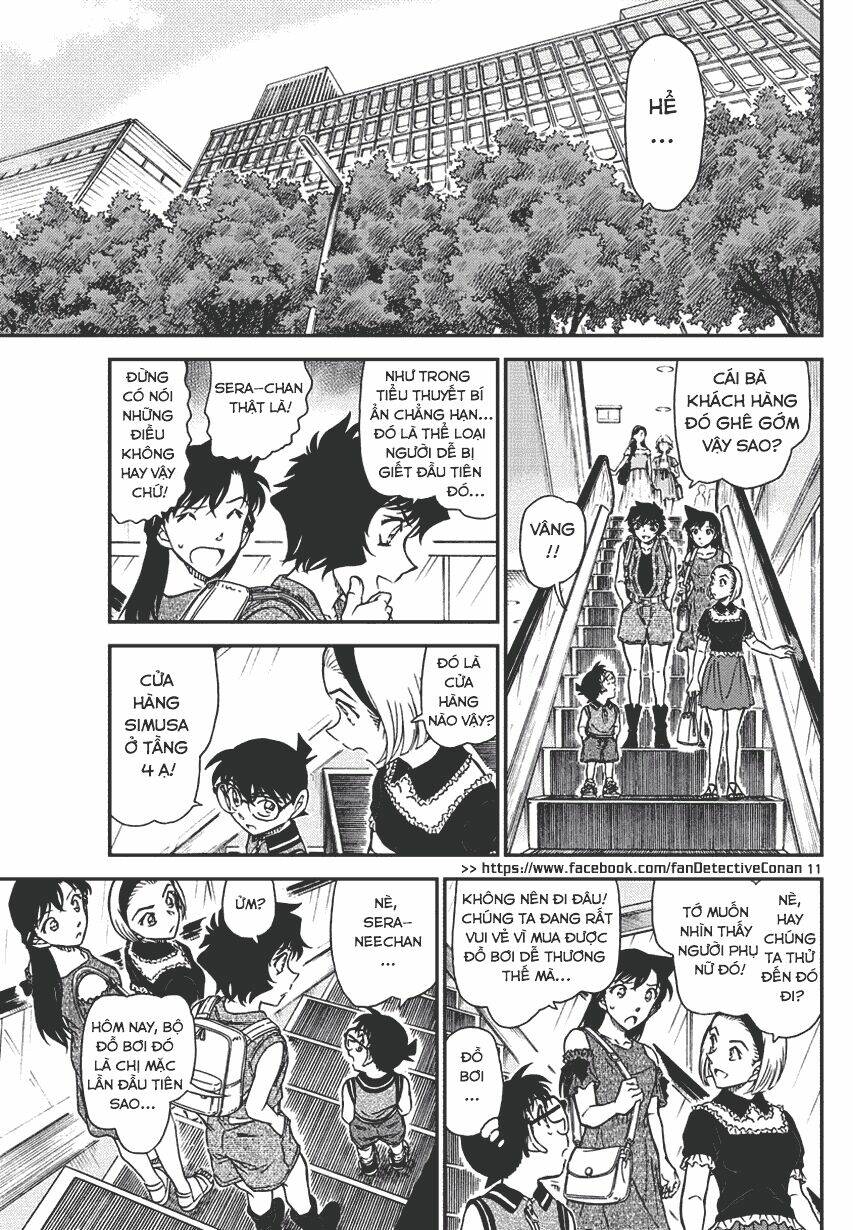 HỂ
...
CÁI BÀ
KHÁCH HÀNG
ĐÓ GHÊ GỚM
VẬY SAO?
VÂNG
!!
NHƯ TRONG
TIỂU THUYẾT BÍ
ẨN CHẲNG HẠN...
ĐÓ LÀ THỂ LOẠI
NGƯỜI DỄ BỊ
GIẾT ĐẦU TIÊN
ĐÓ...
SERA-CHAN
THẬT LÀ!
ĐỪNG
CÓ NÓI
NHỮNG
ĐIỀU
KHÔNG
HAY VẬY
CHỨ!
ĐÓ LÀ
CỬA
HÀNG
NÀO VẬY?
CỬA
HÀNG
SIMUSA
Ở TẦNG
4 Ạ!
>> https://www.facebook.com/fanDetectiveConan 11
NÈ,
HAY
CHÚNG
TA THỬ
ĐẾN ĐÓ
ĐI?
TỚ MUỐN
NHÌN THẤY
NGƯỜI PHỤ
NỮ ĐÓ!
KHÔNG NÊN ĐI ĐÂU!
CHÚNG TA ĐANG RẤT
VUI VẺ VÌ MUA ĐƯỢC
ĐỒ BƠI DỄ THƯƠNG
THẾ MÀ...
ĐỒ
BƠI
...
NÈ,
SERA-
NEECHAN
...
ỬM?
HÔM NAY, BỘ
ĐỒ BƠI ĐÓ
LÀ CHỊ MẶC
LẦN ĐẦU TIÊN
SAO...